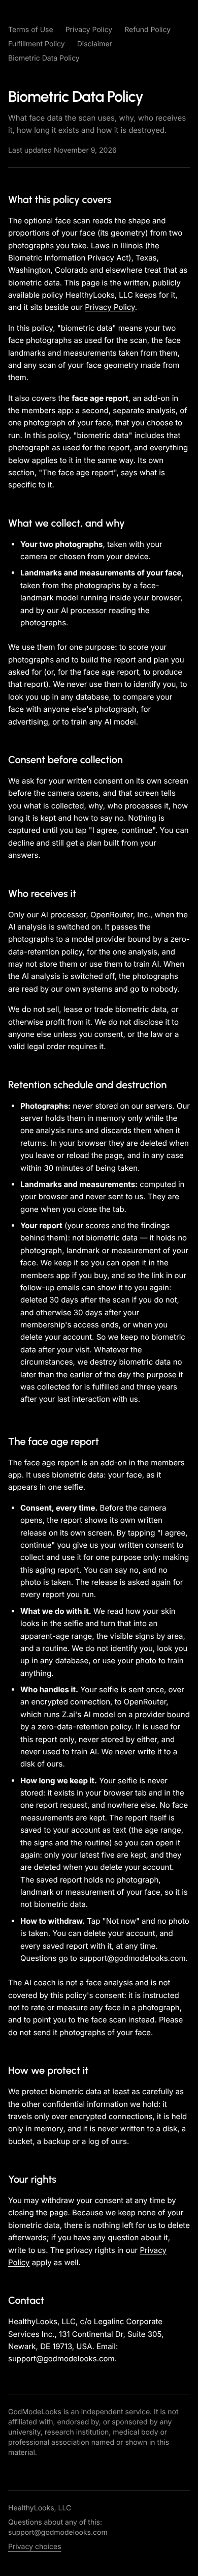 Terms of Use Privacy Policy Refund Policy
Fulfillment Policy Disclaimer
Biometric Data Policy
Biometric Data Policy
What face data the scan uses, why, who receives
it, how long it exists and how it is destroyed.
Last updated November 9, 2026
What this policy covers
The optional face scan reads the shape and
proportions of your face (its geometry) from two
photographs you take. Laws in Illinois (the
Biometric Information Privacy Act), Texas,
Washington, Colorado and elsewhere treat that as
biometric data. This page is the written, publicly
available policy HealthyLooks, LLC keeps for it,
and it sits beside our Privacy Policy.
In this policy, "biometric data" means your two
face photographs as used for the scan, the face
landmarks and measurements taken from them,
and any scan of your face geometry made from
them.
It also covers the face age report, an add-on in
the members app: a second, separate analysis, of
one photograph of your face, that you choose to
run. In this policy, "biometric data" includes that
photograph as used for the report, and everything
below applies to it in the same way. Its own
section, "The face age report", says what is
specific to it.
What we collect, and why
• Your two photographs, taken with your
camera or chosen from your device.
• Landmarks and measurements of your face,
taken from the photographs by a face-
landmark model running inside your browser,
and by our AI processor reading the
photographs.
We use them for one purpose: to score your
photographs and to build the report and plan you
asked for (or, for the face age report, to produce
that report). We never use them to identify you, to
look you up in any database, to compare your
face with anyone else's photograph, for
advertising, or to train any AI model.
Consent before collection
We ask for your written consent on its own screen
before the camera opens, and that screen tells
you what is collected, why, who processes it, how
long it is kept and how to say no. Nothing is
captured until you tap "I agree, continue". You can
decline and still get a plan built from your
answers.
Who receives it
Only our AI processor, OpenRouter, Inc., when the
AI analysis is switched on. It passes the
photographs to a model provider bound by a zero-
data-retention policy, for the one analysis, and
may not store them or use them to train AI. When
the AI analysis is switched off, the photographs
are read by our own systems and go to nobody.
We do not sell, lease or trade biometric data, or
otherwise profit from it. We do not disclose it to
anyone else unless you consent, or the law or a
valid legal order requires it.
Retention schedule and destruction
• Photographs: never stored on our servers. Our
server holds them in memory only while the
one analysis runs and discards them when it
returns. In your browser they are deleted when
you leave or reload the page, and in any case
within 30 minutes of being taken.
• Landmarks and measurements: computed in
your browser and never sent to us. They are
gone when you close the tab.
• Your report (your scores and the findings
behind them): not biometric data — it holds no
photograph, landmark or measurement of your
face. We keep it so you can open it in the
members app if you buy, and so the link in our
follow-up emails can show it to you again:
deleted 30 days after the scan if you do not,
and otherwise 30 days after your
membership's access ends, or when you
delete your account. So we keep no biometric
data after your visit. Whatever the
circumstances, we destroy biometric data no
later than the earlier of the day the purpose it
was collected for is fulfilled and three years
after your last interaction with us.
The face age report
The face age report is an add-on in the members
app. It uses biometric data: your face, as it
appears in one selfie.
• Consent, every time. Before the camera
opens, the report shows its own written
release on its own screen. By tapping "I agree,
continue" you give us your written consent to
collect and use it for one purpose only: making
this aging report. You can say no, and no
photo is taken. The release is asked again for
every report you run.
• What we do with it. We read how your skin
looks in the selfie and turn that into an
apparent-age range, the visible signs by area,
and a routine. We do not identify you, look you
up in any database, or use your photo to train
anything.
• Who handles it. Your selfie is sent once, over
an encrypted connection, to OpenRouter,
which runs Z.ai's AI model on a provider bound
by a zero-data-retention policy. It is used for
this report only, never stored by either, and
never used to train AI. We never write it to a
disk of ours.
• How long we keep it. Your selfie is never
stored: it exists in your browser tab and in the
one report request, and nowhere else. No face
measurements are kept. The report itself is
saved to your account as text (the age range,
the signs and the routine) so you can open it
again: only your latest five are kept, and they
are deleted when you delete your account.
The saved report holds no photograph,
landmark or measurement of your face, so it is
not biometric data.
• How to withdraw. Tap "Not now" and no photo
is taken. You can delete your account, and
every saved report with it, at any time.
Questions go to support@godmodelooks.com.
The AI coach is not a face analysis and is not
covered by this policy's consent: it is instructed
not to rate or measure any face in a photograph,
and to point you to the face scan instead. Please
do not send it photographs of your face.
How we protect it
We protect biometric data at least as carefully as
the other confidential information we hold: it
travels only over encrypted connections, it is held
only in memory, and it is never written to a disk, a
bucket, a backup or a log of ours.
Your rights
You may withdraw your consent at any time by
closing the page. Because we keep none of your
biometric data, there is nothing left for us to delete
afterwards; if you have any question about it,
write to us. The privacy rights in our Privacy
Policy apply as well.
Contact
HealthyLooks, LLC, c/o Legalinc Corporate
Services Inc., 131 Continental Dr, Suite 305,
Newark, DE 19713, USA. Email:
support@godmodelooks.com.
GodModeLooks is an independent service. It is not
affiliated with, endorsed by, or sponsored by any
university, research institution, medical body or
professional association named or shown in this
material.
HealthyLooks, LLC
Questions about any of this:
support@godmodelooks.com
Privacy choices